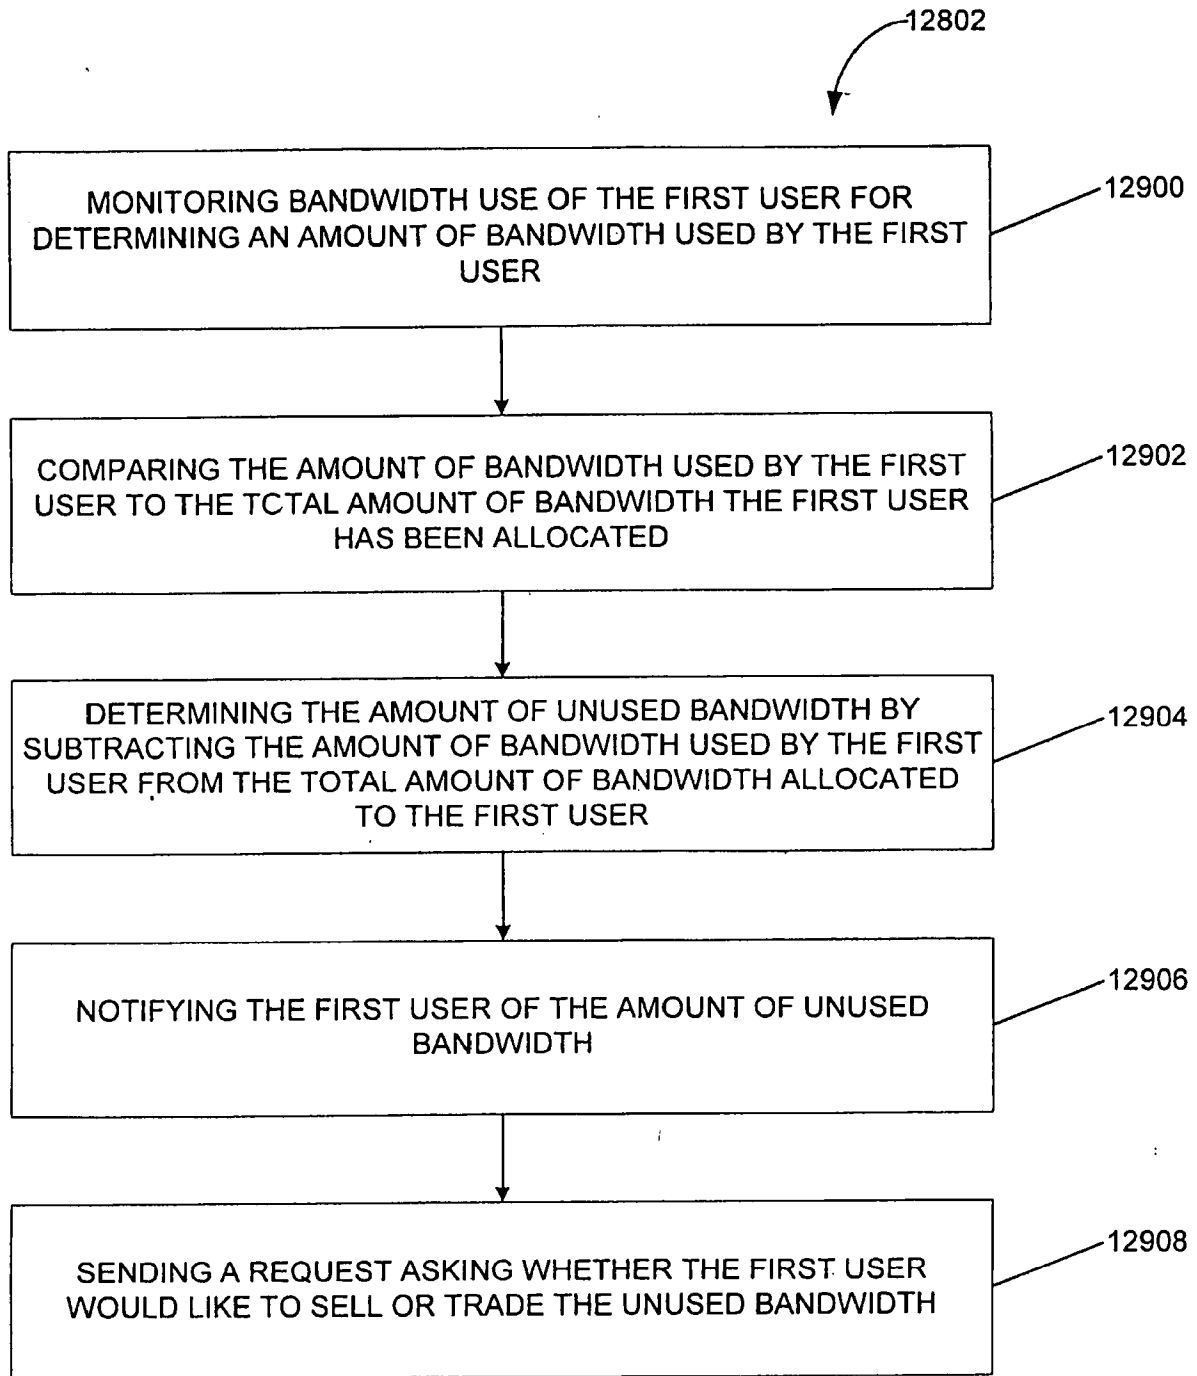 12802
MONITORING BANDWIDTH USE OF THE FIRST USER FOR
DETERMINING AN AMOUNT OF BANDWIDTH USED BY THE FIRST
USER
12900
COMPARING THE AMOUNT OF BANDWIDTH USED BY THE FIRST
USER TO THE TCTAL AMOUNT OF BANDWIDTH THE FIRST USER
HAS BEEN ALLOCATED
12902
DETERMINING THE AMOUNT OF UNUSED BANDWIDTH BY
SUBTRACTING THE AMOUNT OF BANDWIDTH USED BY THE FIRST
USER FROM THE TOTAL AMOUNT OF BANDWIDTH ALLOCATED
TO THE FIRST USER
12904
NOTIFYING THE FIRST USER OF THE AMOUNT OF UNUSED
BANDWIDTH
12906
SENDING A REQUEST ASKING WHETHER THE FIRST USER
WOULD LIKE TO SELL OR TRADE THE UNUSED BANDWIDTH
12908